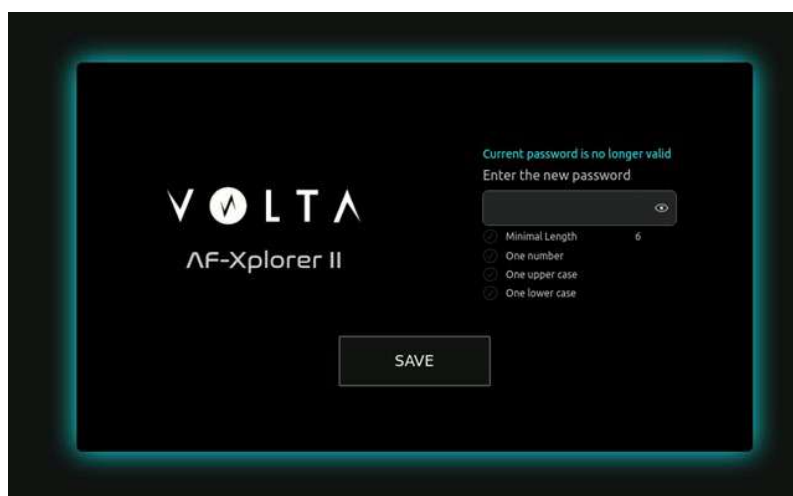 VOLTA
AF-Xplorer II
Current password is no longer valid
Enter the new password
Minimal Length 6
One number
One upper case
One lower case
SAVE